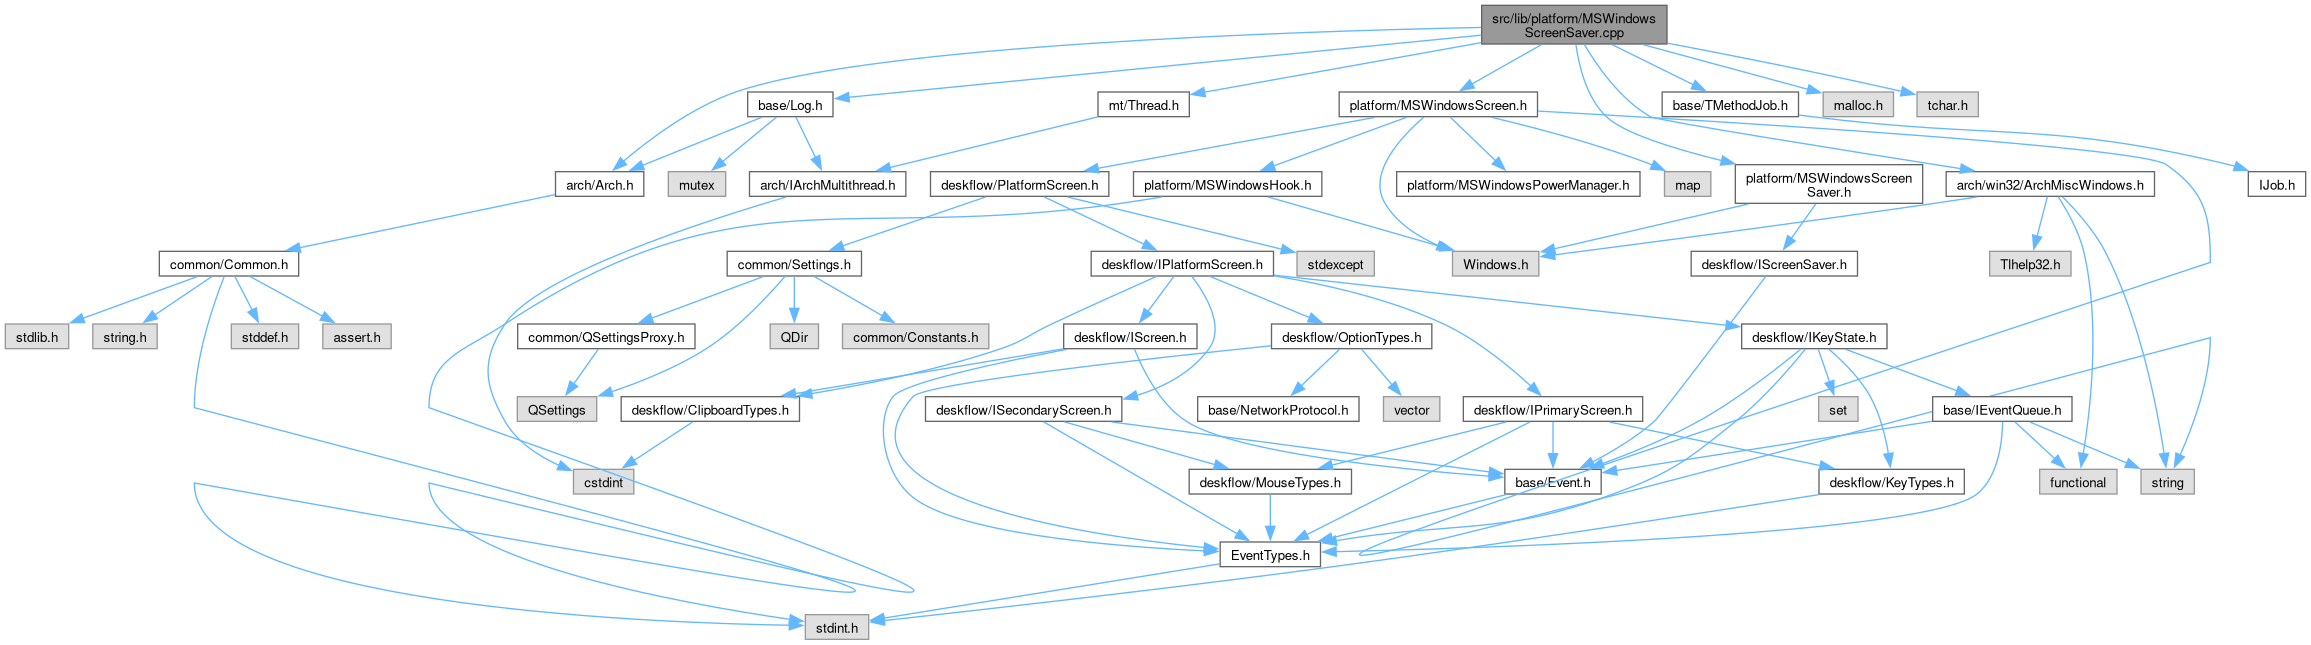 src/lib/platform/MSWindows
ScreenSaver.cpp
base/Log.h
mt/Thread.h
platform/MSWindowsScreen.h
base/TMethodJob.h
malloc.h
tchar.h
arch/Arch.h
mutex
arch/IArchMultithread.h
deskflow/PlatformScreen.h
platform/MSWindowsHook.h
platform/MSWindowsPowerManager.h
map
platform/MSWindowsScreen
Saver.h
arch/win32/ArchMiscWindows.h
IJob.h
common/Common.h
common/Settings.h
deskflow/IPlatformScreen.h
stdexcept
Windows.h
deskflow/IScreenSaver.h
Tlhelp32.h
stdlib.h
string.h
stddef.h
assert.h
common/QSettingsProxy.h
QDir
common/Constants.h
deskflow/IScreen.h
deskflow/OptionTypes.h
deskflow/IKeyState.h
QSettings
deskflow/ClipboardTypes.h
deskflow/ISecondaryScreen.h
base/NetworkProtocol.h
vector
deskflow/IPrimaryScreen.h
set
base/IEventQueue.h
cstdint
deskflow/MouseTypes.h
base/Event.h
deskflow/KeyTypes.h
functional
string
EventTypes.h
stdint.h